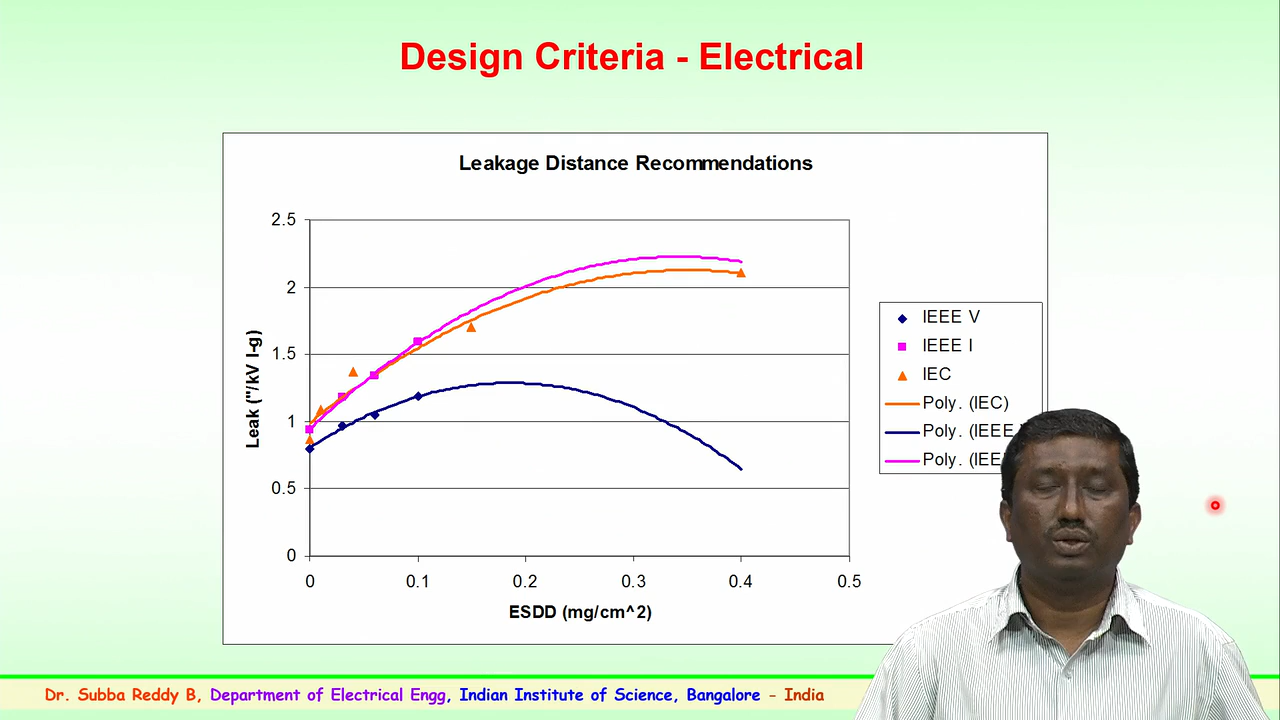 Design Criteria - Electrical
Leakage Distance Recommendations
2.5
2
1.5
1
0.5
0
Leak ("/kV l-g)
0 0.1 0.2 0.3 0.4 0.5
ESDD (mg/cm^2)
IEEE V
IEEE I
IEC
Poly. (IEC)
Poly. (IEEE
Poly. (IEE
Dr. Subba Reddy B, Department of Electrical Engg, Indian Institute of Science, Bangalore - India